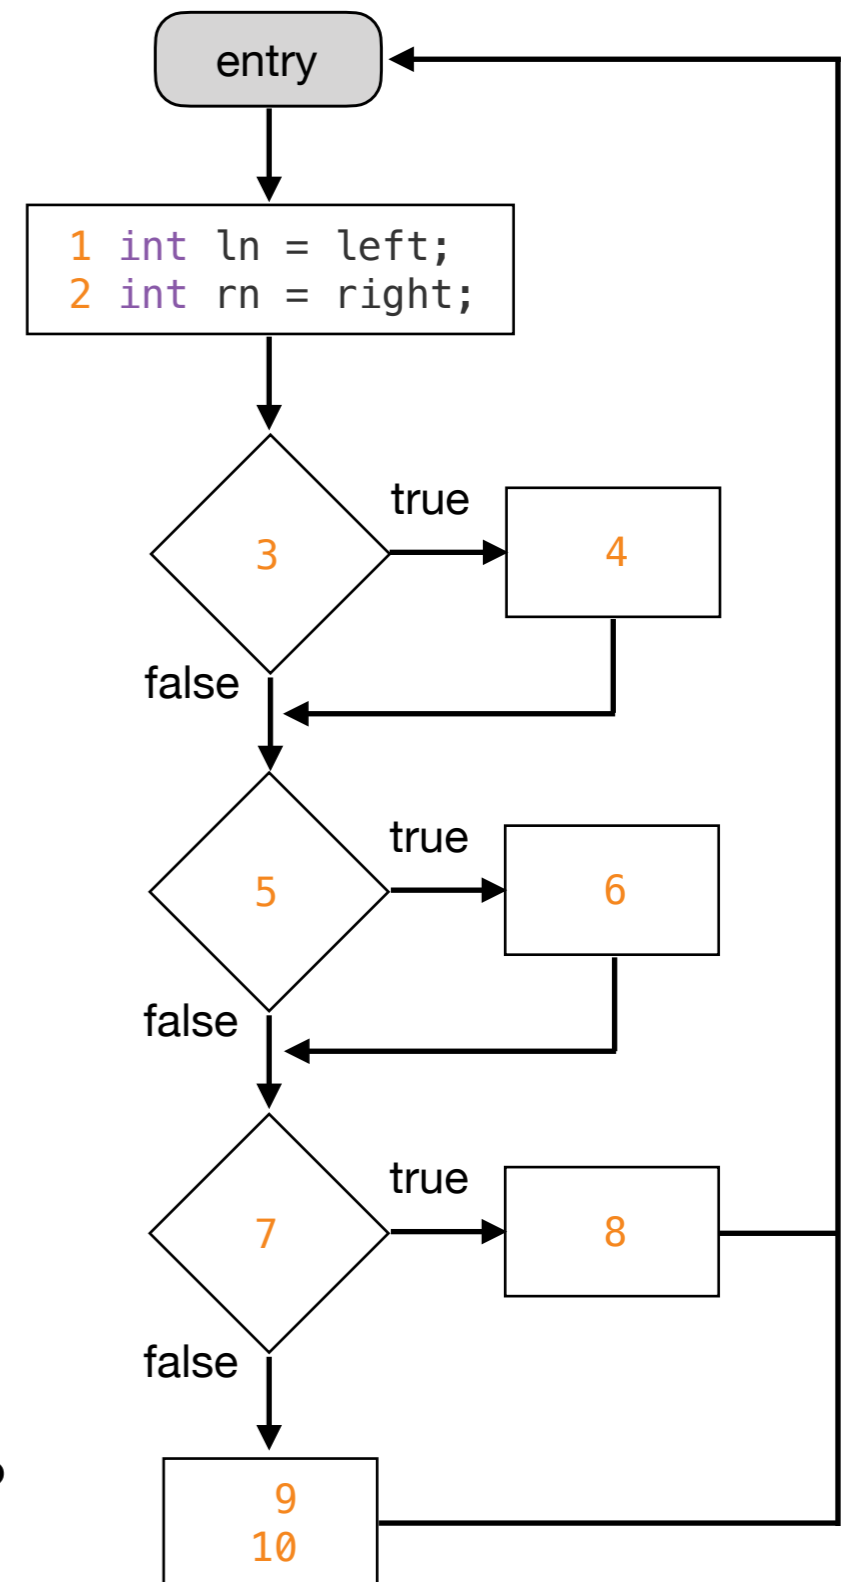 entry
1 int ln = left;
2 int rn = right;
true
3
4
false
true
5
6
false
true
7
8
false
9
10